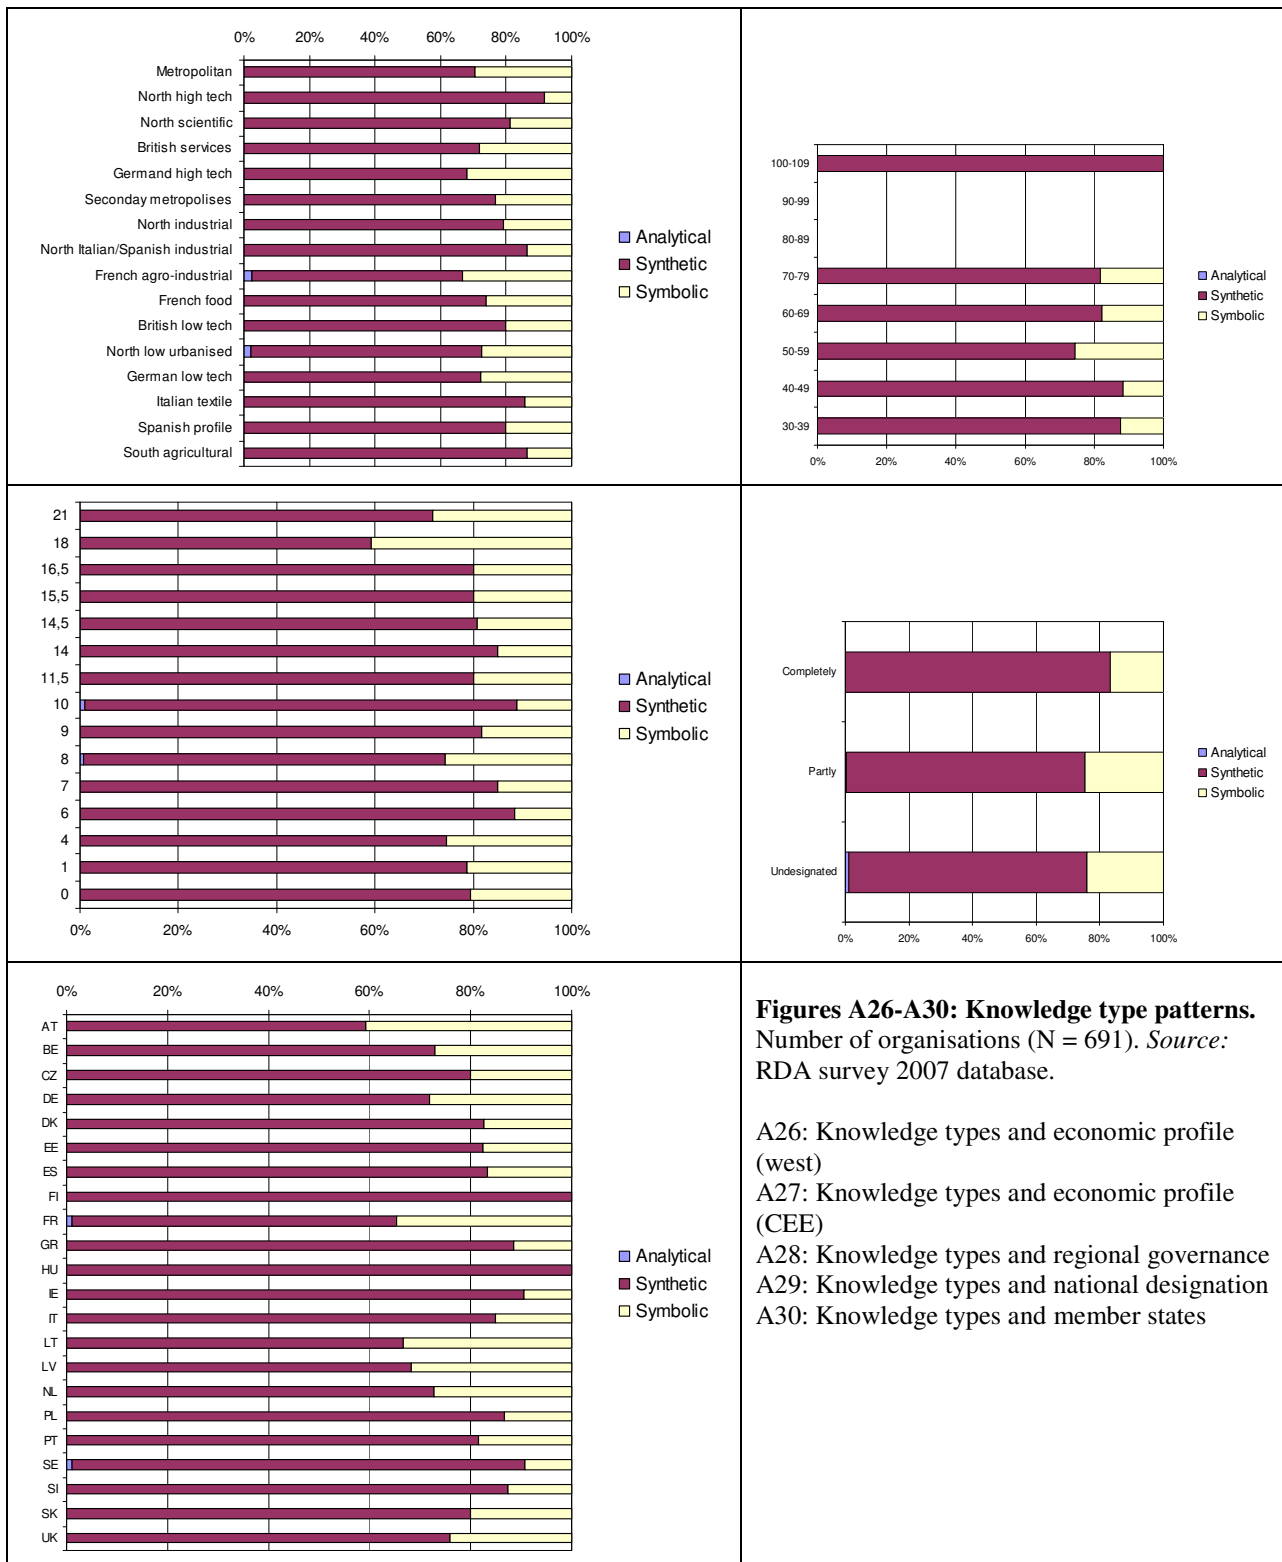 0% 20% 40% 60% 80% 100%
Metropolitan
North high tech
North scientific
British services
Germand high tech
Seconday metropolises
North industrial
North Italian/Spanish industrial
French agro-industrial
French food
British low tech
North low urbanised
German low tech
Italian textile
Spanish profile
South agricultural
Analytical
Synthetic
Symbolic
100-109
90-99
80-89
70-79
60-69
50-59
40-49
30-39
0% 20% 40% 60% 80% 100%
Analytical
Synthetic
Symbolic
21
18
16,5
15,5
14,5
14
11,5
10
9
8
7
6
4
1
0
0% 20% 40% 60% 80% 100%
Analytical
Synthetic
Symbolic
Completely
Partly
Undesignated
0% 20% 40% 60% 80% 100%
Analytical
Synthetic
Symbolic
0% 20% 40% 60% 80% 100%
AT
BE
CZ
DE
DK
EE
ES
FI
FR
GR
HU
IE
IT
LT
LV
NL
PL
PT
SE
SI
SK
UK
Analytical
Synthetic
Symbolic
Figures A26-A30: Knowledge type patterns.
Number of organisations (N = 691). Source:
RDA survey 2007 database.
A26: Knowledge types and economic profile
(west)
A27: Knowledge types and economic profile
(CEE)
A28: Knowledge types and regional governance
A29: Knowledge types and national designation
A30: Knowledge types and member states